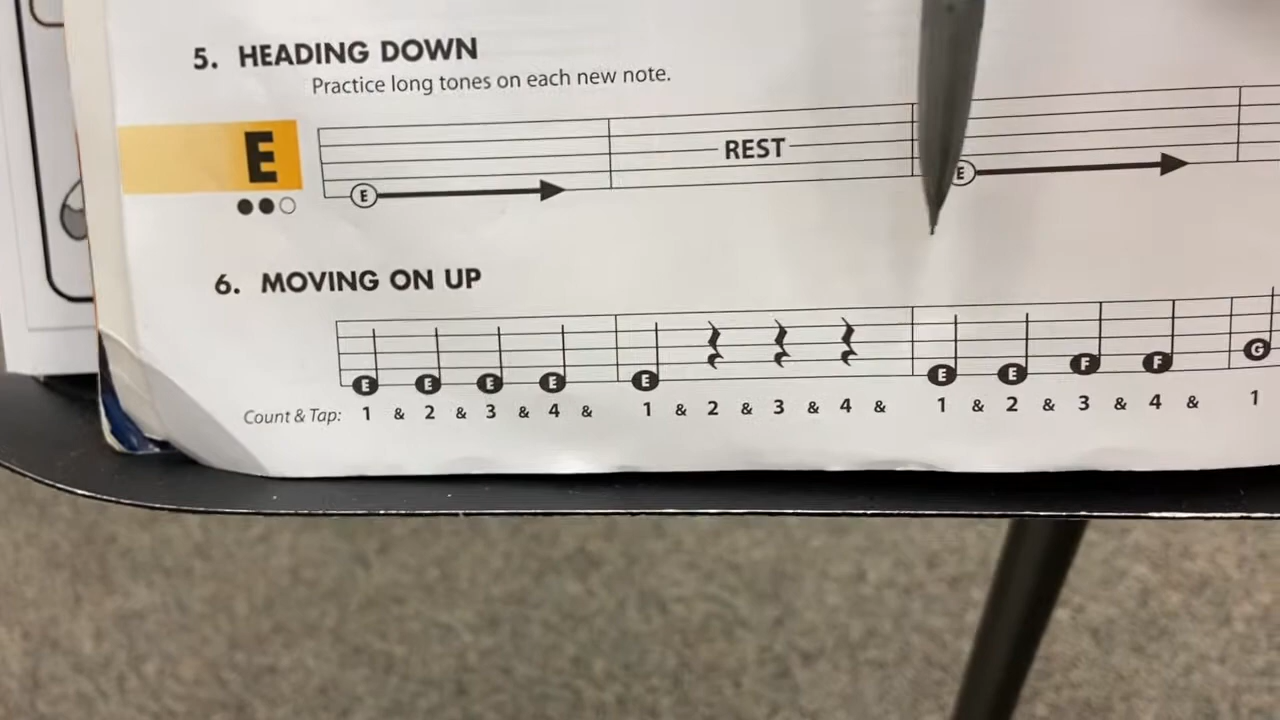 5. HEADING DOWN
Practice long tones on each new note.
E
E REST E
6. MOVING ON UP
E E E E E E E F F G
Count & Tap: 1 & 2 & 3 & 4 & 1 & 2 & 3 & 4 & 1 & 2 & 3 & 4 & 1